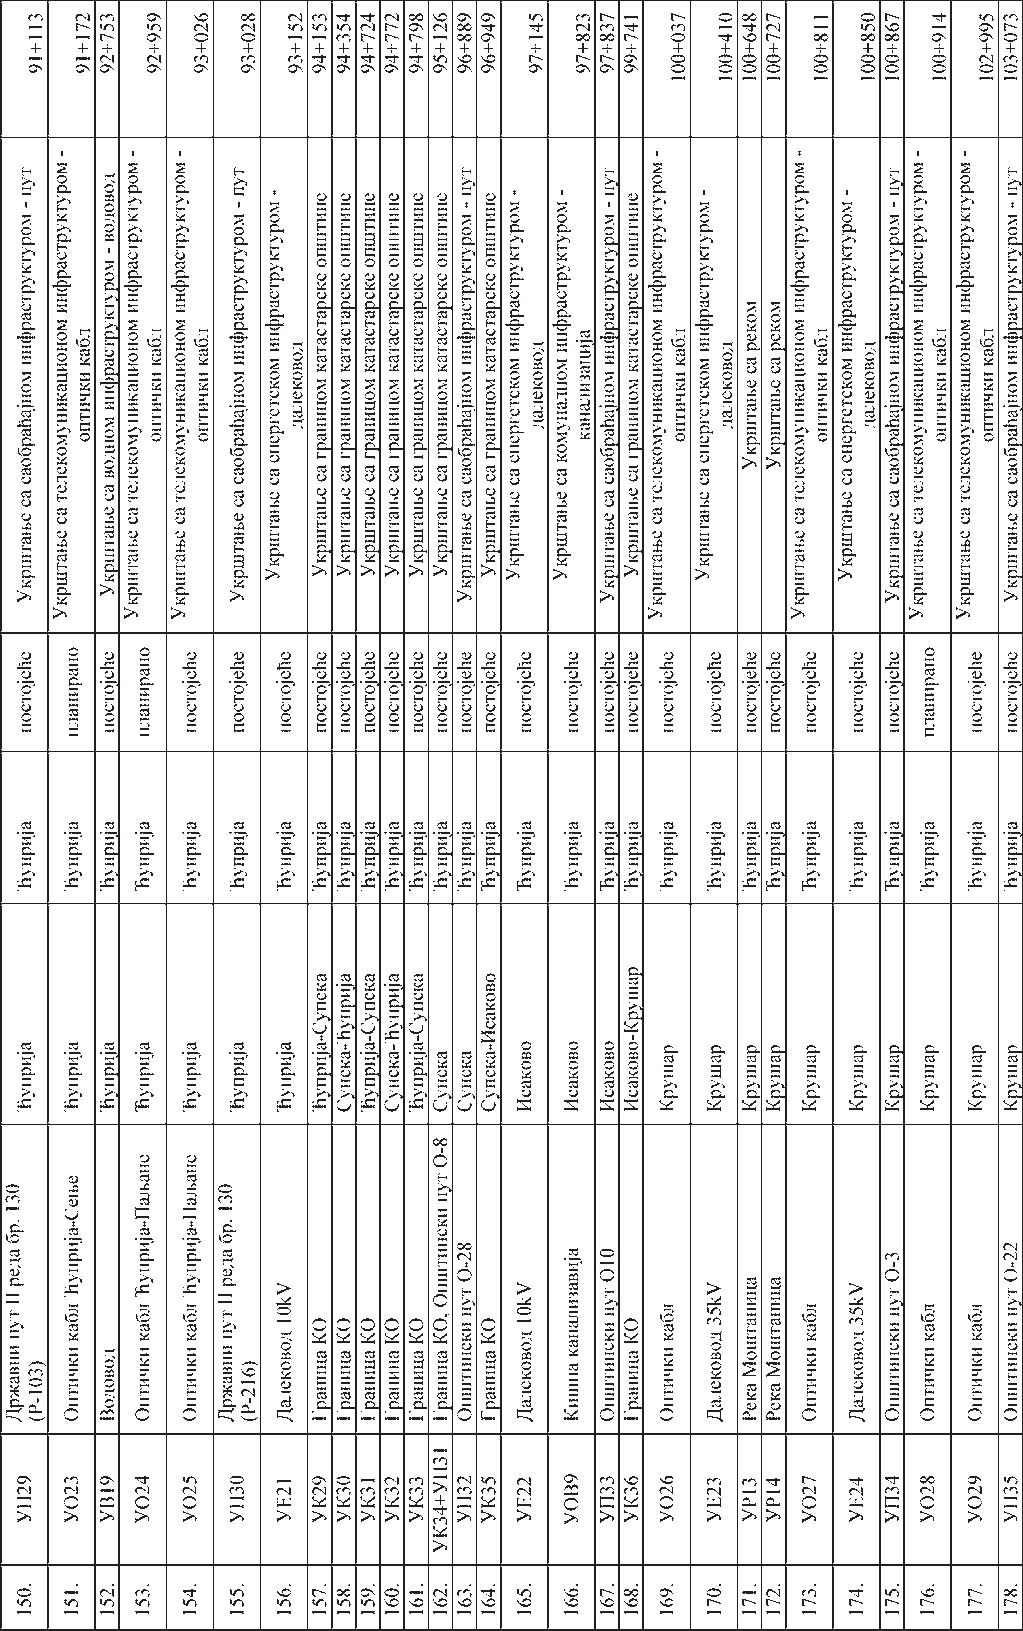 150. УП29 Државни пут II реда бр. 130 Ћуприја Ћуприја постојеће Укрштање са саобраћајном инфраструктуром - пут 91+113
(Р-103)
151. УО23 Оптички кабл Ћуприја-Сење Ћуприја Ћуприја планирано Укрштање са телекомуникационом инфраструктуром - 91+172
оптички кабл
152. УВ19 Водовод Ћуприја Ћуприја постојеће Укрштање са водном инфраструктуром - водовод 92+753
153. УО24 Оптички кабл Ћуприја-Паљане Ћуприја Ћуприја планирано Укрштање са телекомуникационом инфраструктуром - 92+959
оптички кабл
154. УО25 Оптички кабл Ћуприја-Паљане Ћуприја Ћуприја постојеће Укрштање са телекомуникационом инфраструктуром - 93+026
оптички кабл
155. УП30 Државни пут II реда бр. 130 Ћуприја Ћуприја постојеће Укрштање са саобраћајном инфраструктуром - пут 93+028
(Р-216)
156. УЕ21 Далековод 10kV Ћуприја Ћуприја постојеће Укрштање са енергетском инфраструктуром - 93+152
далековод
157. УК29 Граница КО Ћуприја-Супска Ћуприја постојеће Укрштање са границом катастарске општине 94+153
158. УК30 Граница КО Супска-Ћуприја Ћуприја постојеће Укрштање са границом катастарске општине 94+354
159. УК31 Граница КО Ћуприја-Супска Ћуприја постојеће Укрштање са границом катастарске општине 94+724
160. УК32 Граница КО Супска-Ћуприја Ћуприја постојеће Укрштање са границом катастарске општине 94+772
161. УК33 Граница КО Ћуприја-Супска Ћуприја постојеће Укрштање са границом катастарске општине 94+798
162. УК34+УП31 Граница КО, Општински пут О-8 Супска Ћуприја постојеће Укрштање са границом катастарске општине 95+126
163. УП32 Општински пут О-28 Супска Ћуприја постојеће Укрштање са саобраћајном инфраструктуром - пут 96+889
164. УК35 Граница КО Супска-Исаково Ћуприја постојеће Укрштање са границом катастарске општине 96+949
165. УЕ22 Далековод 10kV Исаково Ћуприја постојеће Укрштање са енергетском инфраструктуром - 97+145
далековод
166. УОВ9 Кишна канализавија Исаково Ћуприја постојеће Укрштање са комуналном инфраструктуром - 97+823
канализација
167. УП33 Општински пут О10 Исаково Ћуприја постојеће Укрштање са саобраћајном инфраструктуром - пут 97+837
168. УК36 Граница КО Исаково-Крушар Ћуприја постојеће Укрштање са границом катастарске општине 99+741
169. УО26 Оптички кабл Крушар Ћуприја постојеће Укрштање са телекомуникационом инфраструктуром - 100+037
оптички кабл
170. УЕ23 Далековод 35kV Крушар Ћуприја постојеће Укрштање са енергетском инфраструктуром - 100+410
далековод
171. УР13 Река Моштаница Крушар Ћуприја постојеће Укрштање са реком 100+648
172. УР14 Река Моштаница Крушар Ћуприја постојеће Укрштање са реком 100+727
173. УО27 Оптички кабл Крушар Ћуприја постојеће Укрштање са телекомуникационом инфраструктуром - 100+811
оптички кабл
174. УЕ24 Далековод 35kV Крушар Ћуприја постојеће Укрштање са енергетском инфраструктуром - 100+850
далековод
175. УП34 Општински пут О-3 Крушар Ћуприја постојеће Укрштање са саобраћајном инфраструктуром - пут 100+867
176. УО28 Оптички кабл Крушар Ћуприја планирано Укрштање са телекомуникационом инфраструктуром - 100+914
оптички кабл
177. УО29 Оптички кабл Крушар Ћуприја постојеће Укрштање са телекомуникационом инфраструктуром - 102+995
оптички кабл
178. УП35 Општински пут О-22 Крушар Ћуприја постојеће Укрштање са саобраћајном инфраструктуром 103+073